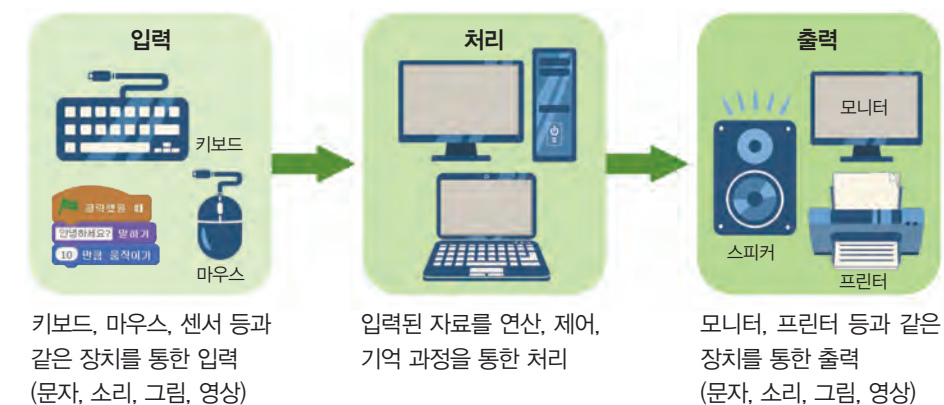 입력
키보드
클릭했을 때
안녕하세요? 말하기
10 만큼 움직이기
마우스
키보드, 마우스, 센서 등과
같은 장치를 통한 입력
(문자, 소리, 그림, 영상)
처리
입력된 자료를 연산, 제어,
기억 과정을 통한 처리
출력
모니터
스피커
프린터
모니터, 프린터 등과 같은
장치를 통한 출력
(문자, 소리, 그림, 영상)